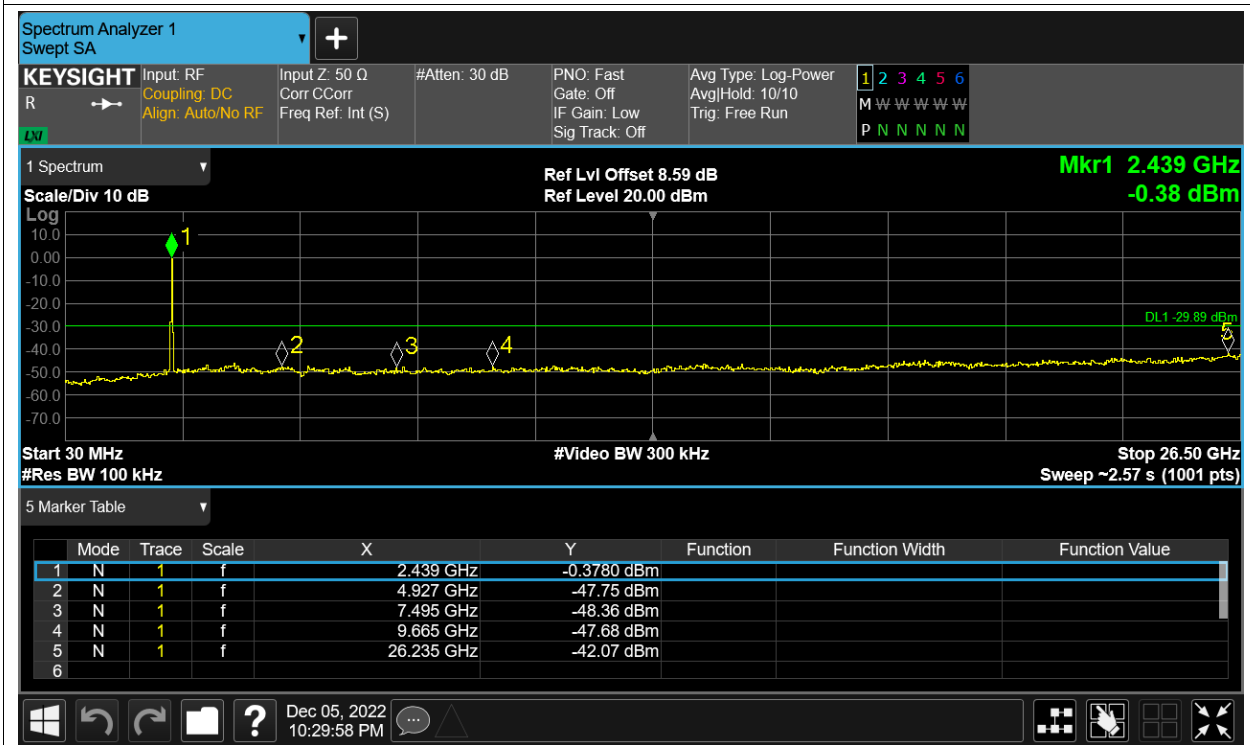 Spectrum Analyzer 1
Swept SA
KEYSIGHT
R
LXI
Input: RF
Coupling: DC
Align: Auto/No RF
Input Z: 50 Ω
Corr CCorr
Freq Ref: Int (S)
#Atten: 30 dB
PNO: Fast
Gate: Off
IF Gain: Low
Sig Track: Off
Avg Type: Log-Power
Avg|Hold: 10/10
Trig: Free Run
1 2 3 4 5 6
M W W W W W
P N N N N N
1 Spectrum
Scale/Div 10 dB
Ref Lvl Offset 8.59 dB
Ref Level 20.00 dBm
Mkr1 2.439 GHz
-0.38 dBm
Log
10.0
0.00
-10.0
-20.0
-30.0
-40.0
-50.0
-60.0
-70.0
1
2
3
4
5
DL1 -29.89 dBm
Start 30 MHz
#Video BW 300 kHz
Stop 26.50 GHz
#Res BW 100 kHz
Sweep ~2.57 s (1001 pts)
5 Marker Table
Mode Trace Scale X Y Function Function Width Function Value
1 N 1 f 2.439 GHz -0.3780 dBm
2 N 1 f 4.927 GHz -47.75 dBm
3 N 1 f 7.495 GHz -48.36 dBm
4 N 1 f 9.665 GHz -47.68 dBm
5 N 1 f 26.235 GHz -42.07 dBm
6
?
Dec 05, 2022
10:29:58 PM